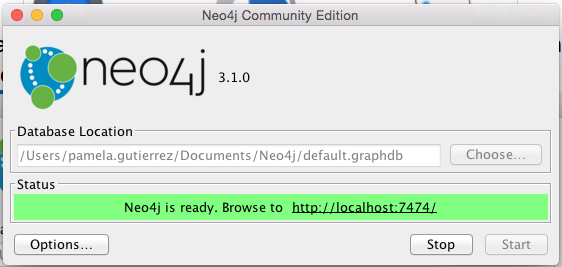 Neo4j Community Edition
neo4j 3.1.0
Database Location
/Users/pamela.gutierrez/Documents/Neo4j/default.graphdb Choose...
Status
Neo4j is ready. Browse to http://localhost:7474/
Options... Stop Start